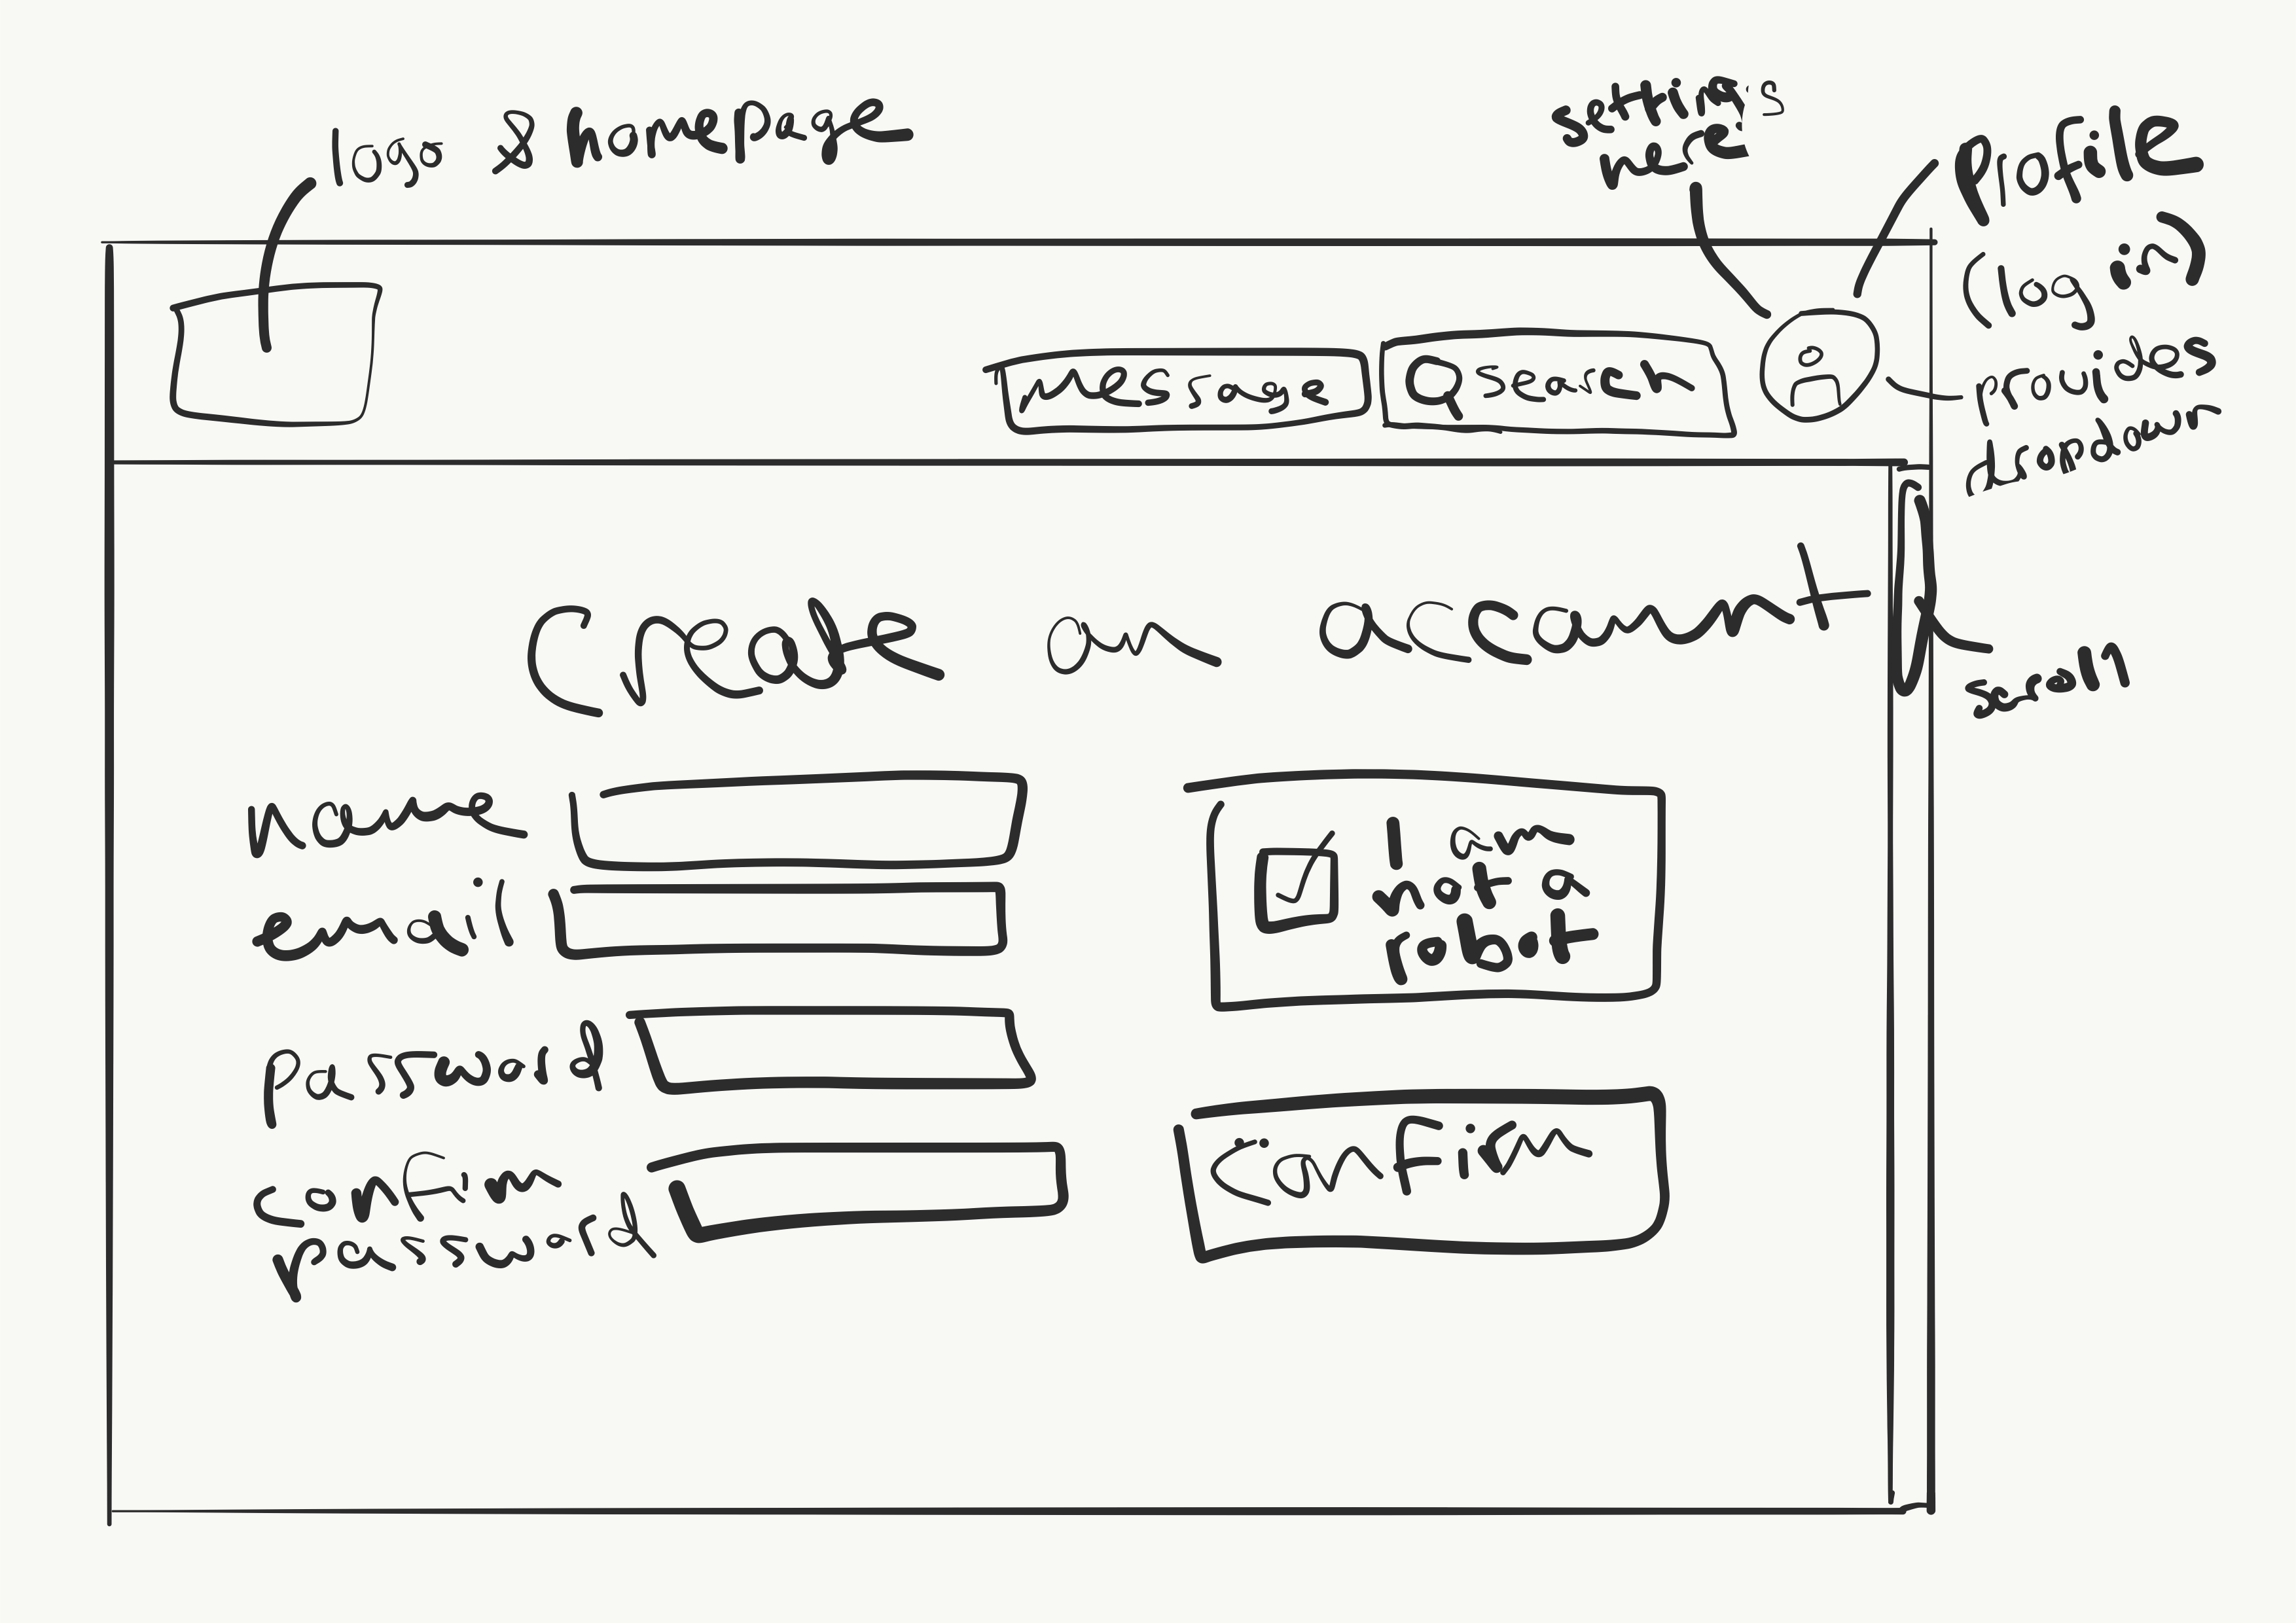 logo & homepage
settings
here
Profile
(log in)
provides
dropdown
message
search
Create an account
scroll
name
email
password
confirm
password
I am
not a
robot
Confirm